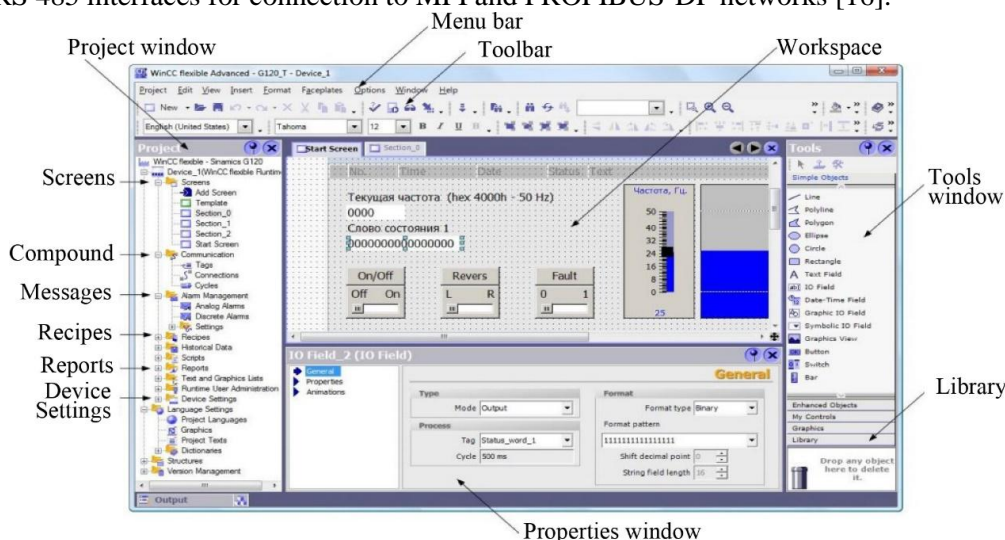 RS 485 interfaces for connection to MPI and PROFIBUS-DP networks [16].
Menu bar
Project window
Toolbar
Workspace
WinCC flexible Advanced - G120_T - Device_1
Project Edit View Insert Format Faceplates Options Window Help
New
English (United States) Tahoma 12 B I U
Project
Start Screen Section_0
Tools
WinCC flexible - Sinamics G120
Device_1(WinCC flexible Runtim
Screens
Screens
Add Screen
Template
Section_0
Section_1
Section_2
Start Screen
Compound
Communication
Tags
Connections
Cycles
Messages
Alarm Management
Analog Alarms
Discrete Alarms
Settings
Recipes
Recipes
Historical Data
Scripts
Reports
Reports
Text and Graphics Lists
Runtime User Administration
Device
Settings
Device Settings
Language Settings
Project Languages
Graphics
Project Texts
Dictionaries
Structures
Version Management
Output
No. Time Date Status Text
Текущая частота (hex 4000h - 50 Hz)
0000
Слово состояния 1
0000000000000000
On/Off Revers Fault
Off On L R 0 1
Частота, Гц
50
40
32
24
16
8
0
25
IO Field_2 (IO Field)
General
Properties
Animations
General
Type
Mode Output
Process
Tag Status_word_1
Cycle 500 ms
Format
Format type Binary
Format pattern
1111111111111111
Shift decimal point 0
String field length 16
Properties window
Simple Objects
Line
Polyline
Polygon
Ellipse
Circle
Rectangle
Text Field
IO Field
Date-Time Field
Graphic IO Field
Symbolic IO Field
Graphics View
Button
Switch
Bar
Enhanced Objects
My Controls
Graphics
Library
Drop any object
here to delete
it.
Tools
window
Library